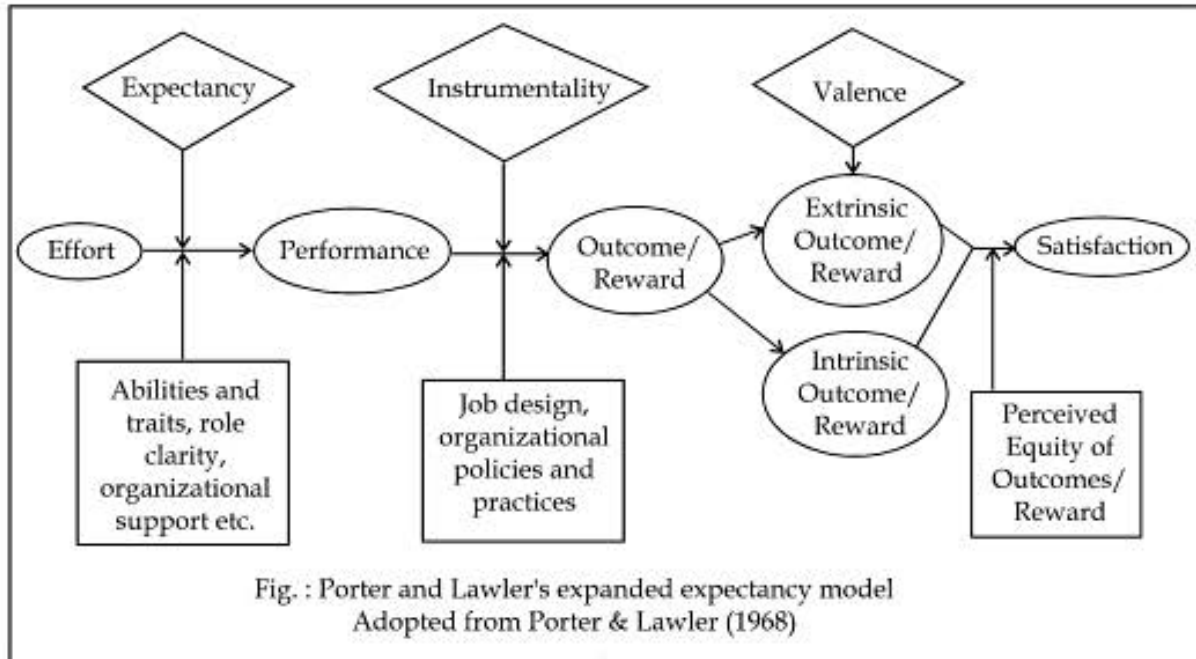 Expectancy
Instrumentality
Valence
Effort
Performance
Outcome/
Reward
Extrinsic
Outcome/
Reward
Intrinsic
Outcome/
Reward
Satisfaction
Abilities and
traits, role
clarity,
organizational
support etc.
Job design,
organizational
policies and
practices
Perceived
Equity of
Outcomes/
Reward
Fig. : Porter and Lawler's expanded expectancy model
Adopted from Porter & Lawler (1968)